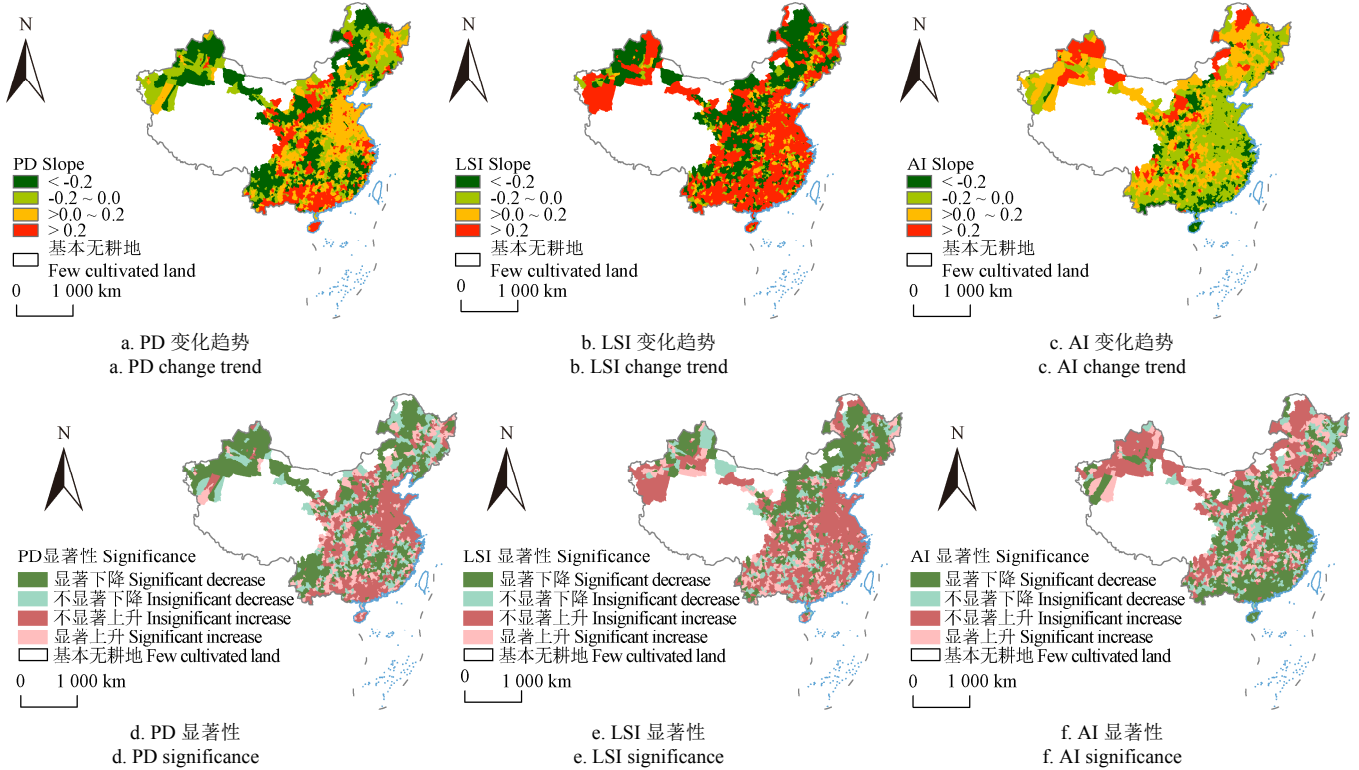 N
PD Slope
< -0.2
-0.2 ~ 0.0
>0.0 ~ 0.2
> 0.2
基本无耕地
Few cultivated land
0 1 000 km
a. PD 变化趋势
a. PD change trend
N
LSI Slope
< -0.2
-0.2 ~ 0.0
>0.0 ~ 0.2
> 0.2
基本无耕地
Few cultivated land
0 1 000 km
b. LSI 变化趋势
b. LSI change trend
N
AI Slope
< -0.2
-0.2 ~ 0.0
>0.0 ~ 0.2
> 0.2
基本无耕地
Few cultivated land
0 1 000 km
c. AI 变化趋势
c. AI change trend
N
PD显著性 Significance
显著下降 Significant decrease
不显著下降 Insignificant decrease
不显著上升 Insignificant increase
显著上升 Significant increase
基本无耕地 Few cultivated land
0 1 000 km
d. PD 显著性
d. PD significance
N
LSI 显著性 Significance
显著下降 Significant decrease
不显著下降 Insignificant decrease
不显著上升 Insignificant increase
显著上升 Significant increase
基本无耕地 Few cultivated land
0 1 000 km
e. LSI 显著性
e. LSI significance
N
AI 显著性 Significance
显著下降 Significant decrease
不显著下降 Insignificant decrease
不显著上升 Insignificant increase
显著上升 Significant increase
基本无耕地 Few cultivated land
0 1 000 km
f. AI 显著性
f. AI significance